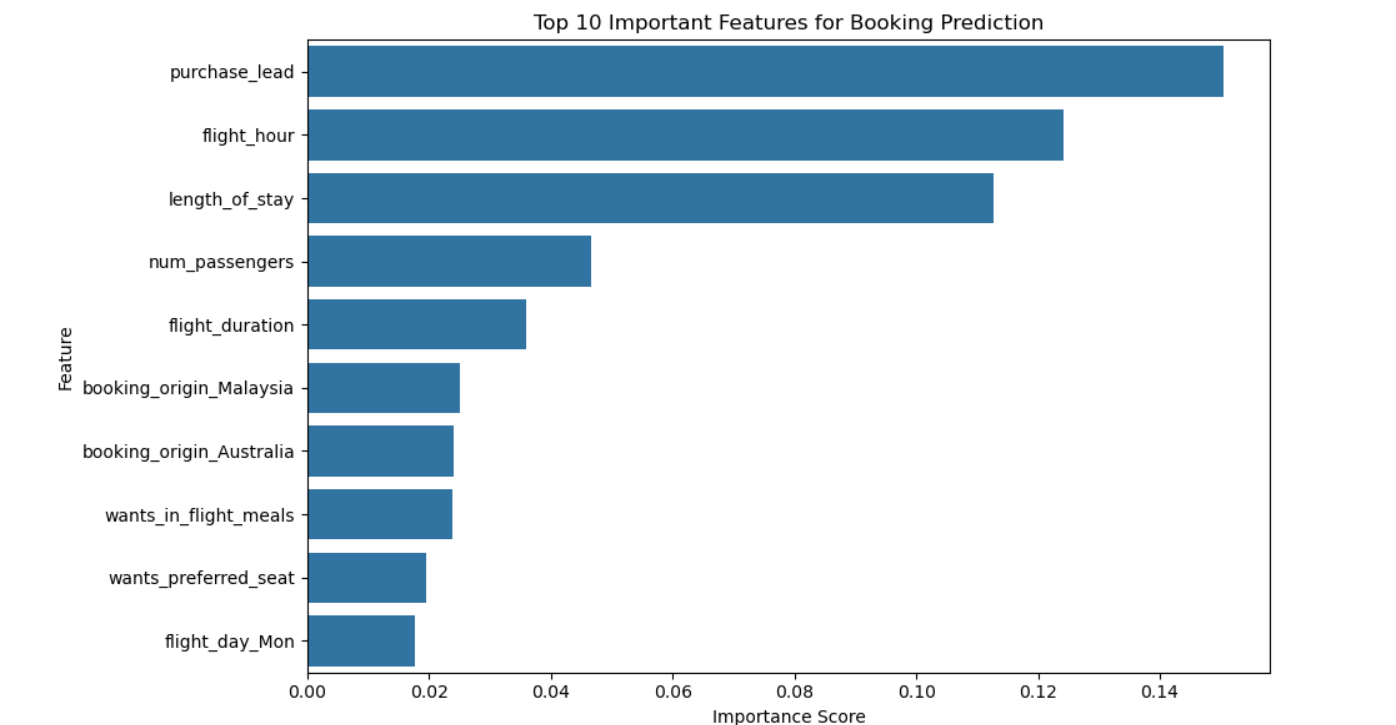 Top 10 Important Features for Booking Prediction
purchase_lead
flight_hour
length_of_stay
num_passengers
flight_duration
booking_origin_Malaysia
booking_origin_Australia
wants_in_flight_meals
wants_preferred_seat
flight_day_Mon
Feature
0.00 0.02 0.04 0.06 0.08 0.10 0.12 0.14
Importance Score